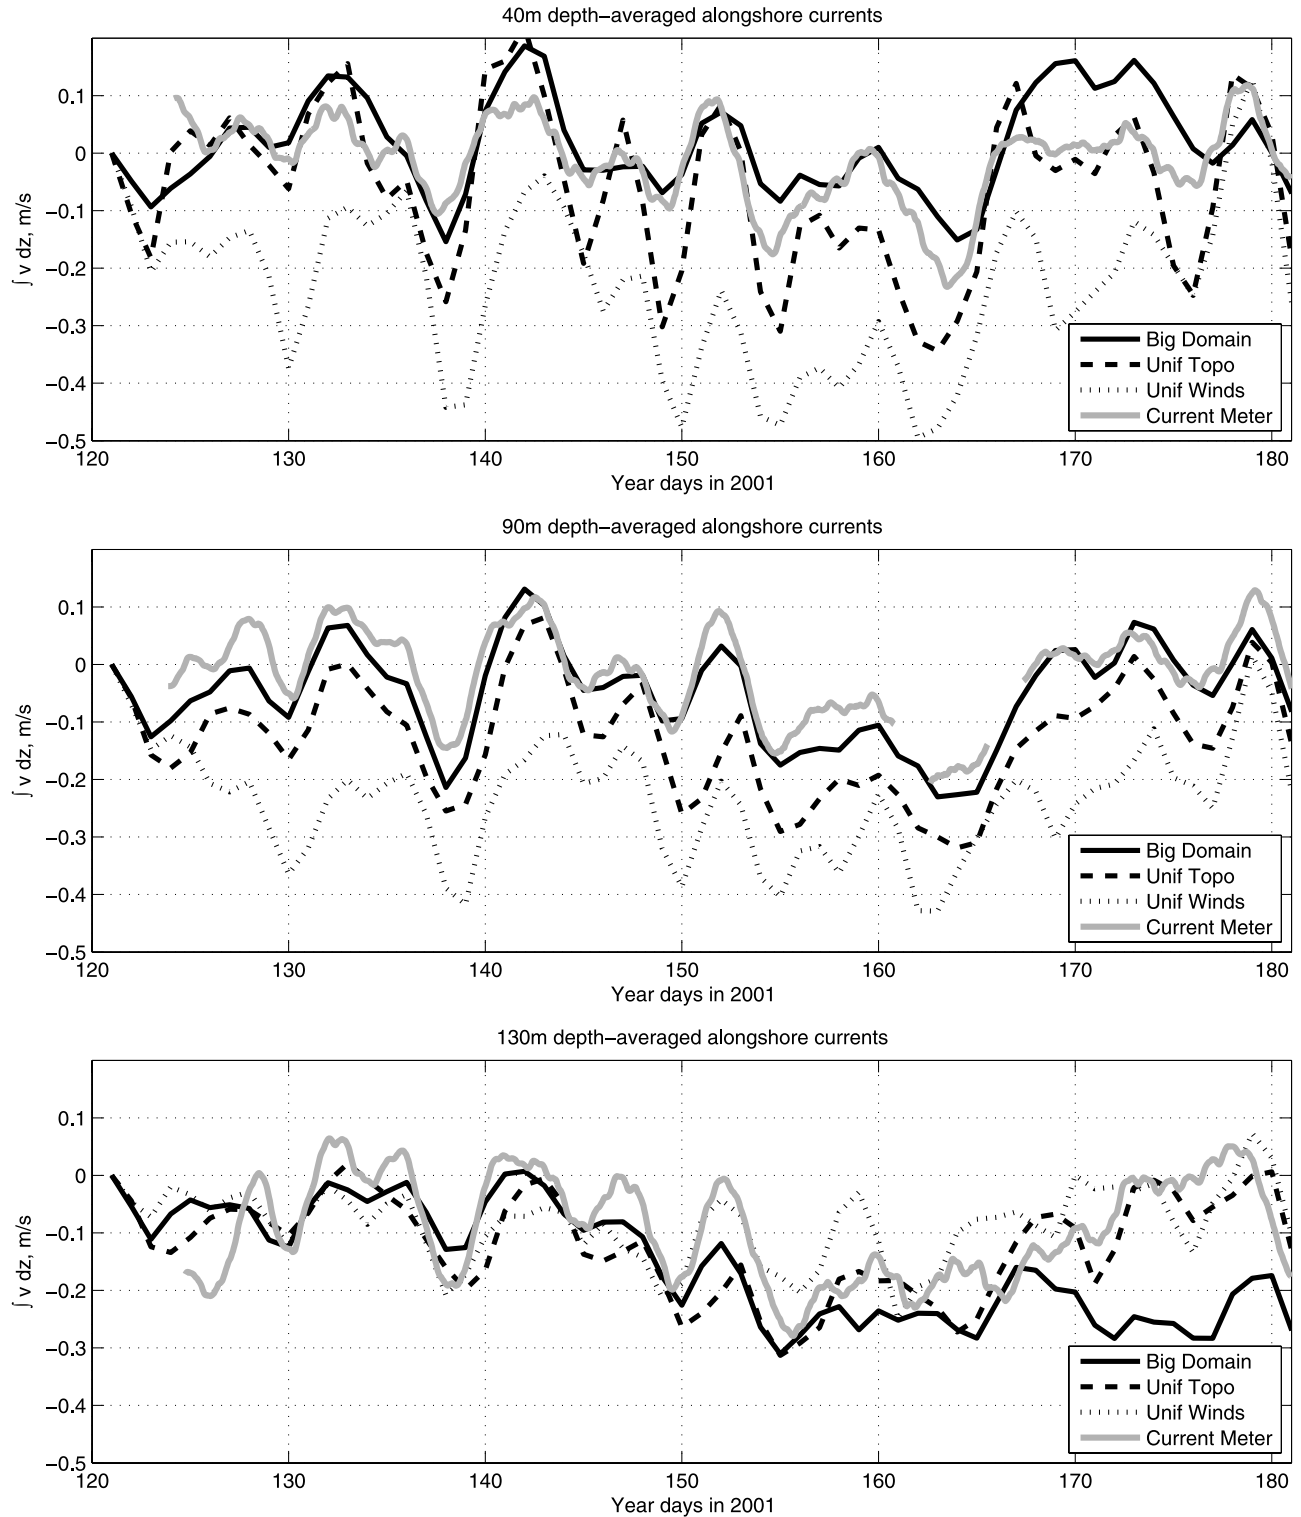 40m depth−averaged alongshore currents
∫ v dz, m/s
0.1
0
−0.1
−0.2
−0.3
−0.4
−0.5
Big Domain
Unif Topo
Unif Winds
Current Meter
120 130 140 150 160 170 180
Year days in 2001
90m depth−averaged alongshore currents
∫ v dz, m/s
0.1
0
−0.1
−0.2
−0.3
−0.4
−0.5
Big Domain
Unif Topo
Unif Winds
Current Meter
120 130 140 150 160 170 180
Year days in 2001
130m depth−averaged alongshore currents
∫ v dz, m/s
0.1
0
−0.1
−0.2
−0.3
−0.4
−0.5
Big Domain
Unif Topo
Unif Winds
Current Meter
120 130 140 150 160 170 180
Year days in 2001